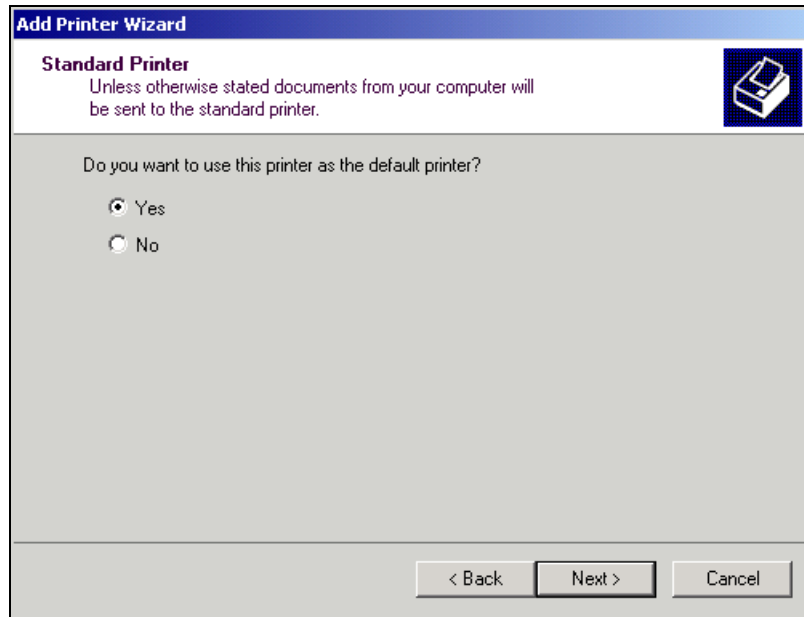 Add Printer Wizard
Standard Printer
Unless otherwise stated documents from your computer will
be sent to the standard printer.
Do you want to use this printer as the default printer?
Yes
No
< Back
Next >
Cancel